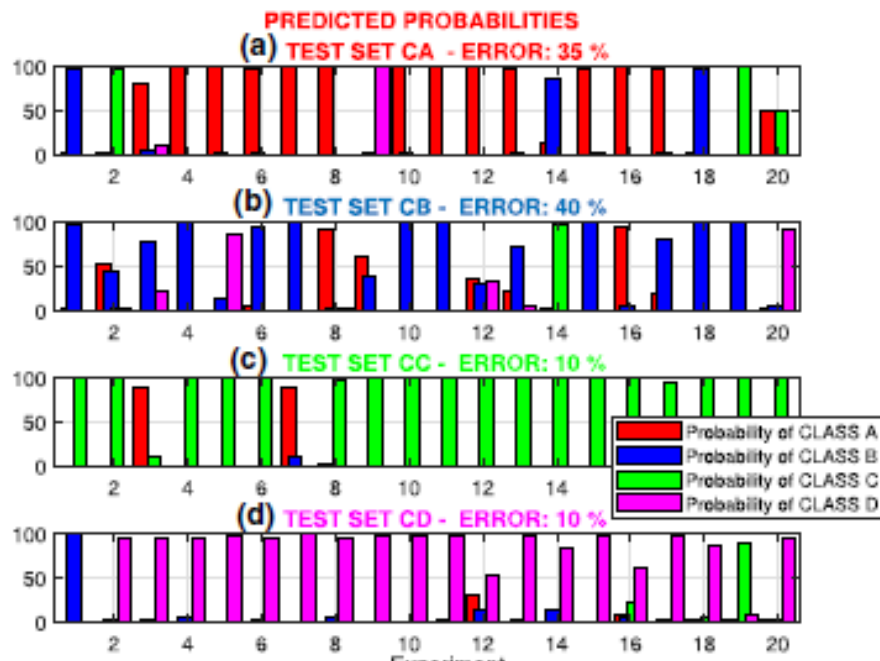 PREDICTED PROBABILITIES
(a) TEST SET CA - ERROR: 35 %
100
50
0
2 4 6 8 10 12 14 16 18 20
(b) TEST SET CB - ERROR: 40 %
100
50
0
2 4 6 8 10 12 14 16 18 20
(c) TEST SET CC - ERROR: 10 %
100
50
0
Probability of CLASS A
Probability of CLASS B
Probability of CLASS C
Probability of CLASS D
2 4 6 8 10 12 14 16 18 20
(d) TEST SET CD - ERROR: 10 %
100
50
0
2 4 6 8 10 12 14 16 18 20
Experiment